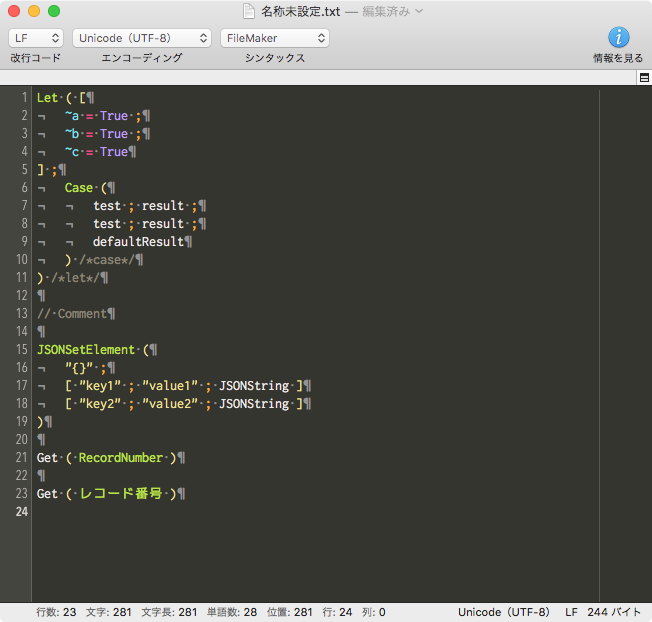 名称未設定.txt — 編集済み
LF Unicode（UTF-8） FileMaker
改行コード エンコーディング シンタックス 情報を見る
1 Let·(·[¶
2 ¬ ~a·=·True·;¶
3 ¬ ~b·=·True·;¶
4 ¬ ~c·=·True¶
5 ]·;¶
6 ¬ Case·(¶
7 ¬ ¬ test·;·result·;¶
8 ¬ ¬ test·;·result·;¶
9 ¬ ¬ defaultResult¶
10 ¬ )·/*case*/¶
11 )·/*let*/¶
12 ¶
13 //·Comment¶
14 ¶
15 JSONSetElement·(¶
16 ¬ "{}"·;¶
17 ¬ [·"key1"·;·"value1"·;·JSONString·]¶
18 ¬ [·"key2"·;·"value2"·;·JSONString·]¶
19 )¶
20 ¶
21 Get·(·RecordNumber·)¶
22 ¶
23 Get·(·レコード番号·)¶
24
行数: 23 文字: 281 文字長: 281 単語数: 28 位置: 281 行: 24 列: 0 Unicode（UTF-8） LF 244 バイト